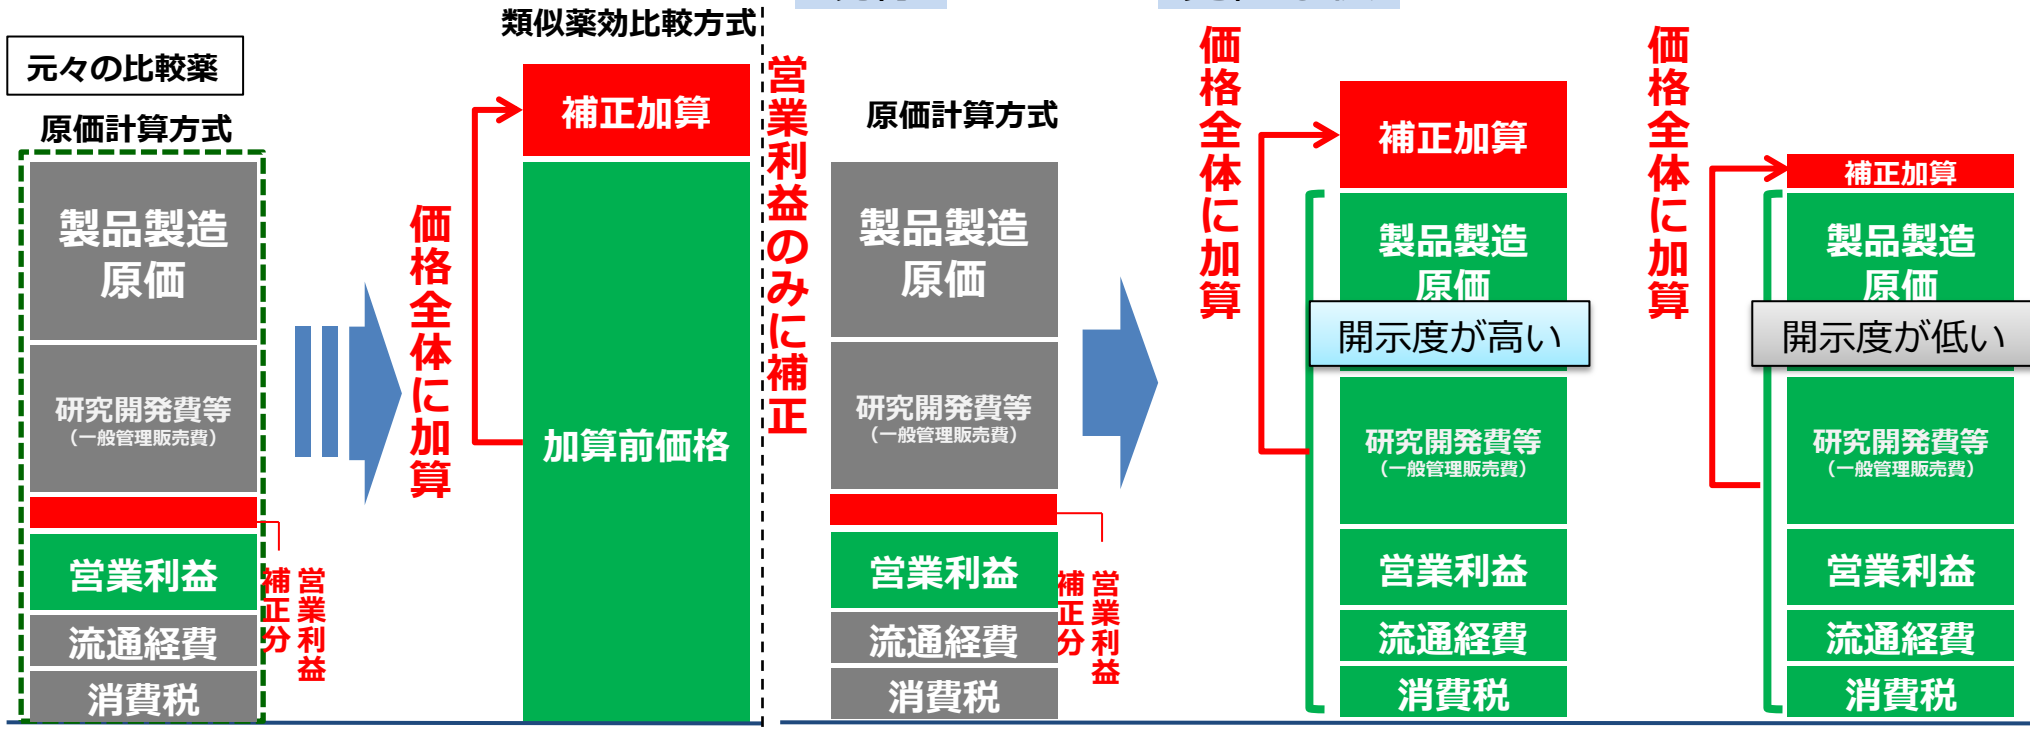 類似薬効比較方式
元々の比較薬
原価計算方式
製品製造
原価
研究開発費等
（一般管理販売費）
営業利益
流通経費
消費税
営業利益
補正分
価格全体に加算
補正加算
加算前価格
営業利益のみに補正
原価計算方式
製品製造
原価
研究開発費等
（一般管理販売費）
営業利益
流通経費
消費税
営業利益
補正分
価格全体に加算
補正加算
製品製造
原価
開示度が高い
研究開発費等
（一般管理販売費）
営業利益
流通経費
消費税
価格全体に加算
補正加算
製品製造
原価
開示度が低い
研究開発費等
（一般管理販売費）
営業利益
流通経費
消費税